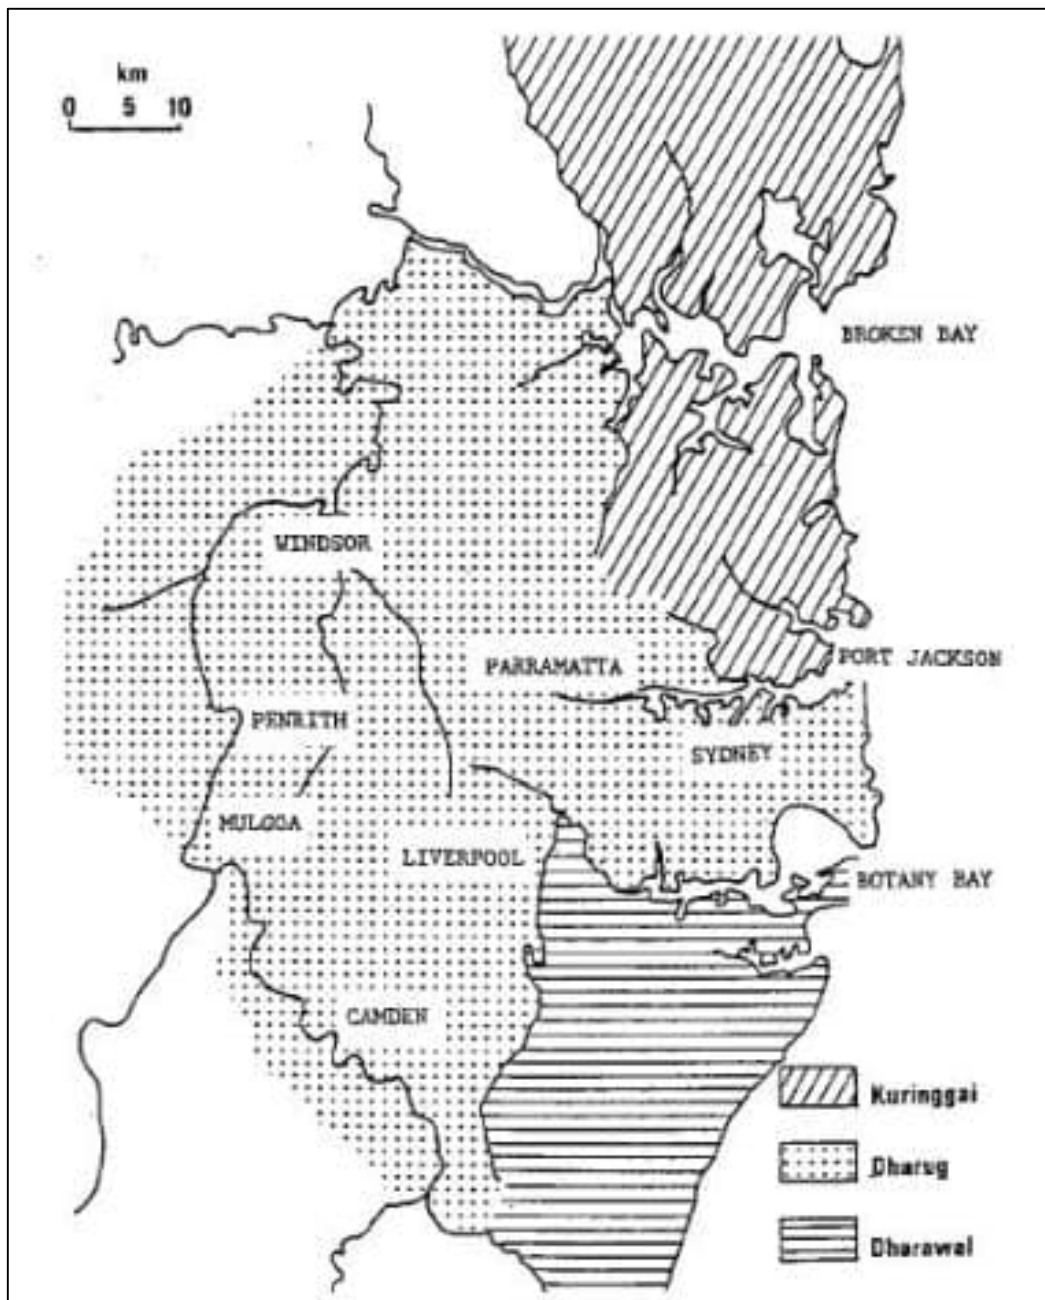 km
0 5 10
BROKEN BAY
WINDSOR
PARRAMATTA
PORT JACKSON
PENRITH
SYDNEY
MULGOA
LIVERPOOL
BOTANY BAY
CAMDEN
Kuringgai
Dharug
Dharawal